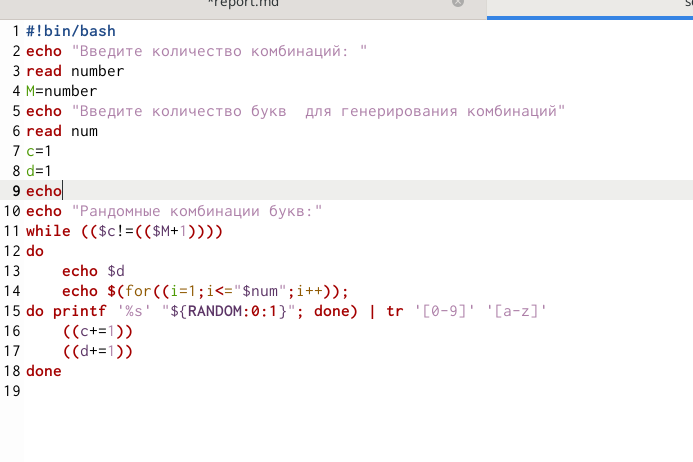 *report.md
1 #!bin/bash
2 echo "Введите количество комбинаций: "
3 read number
4 M=number
5 echo "Введите количество букв  для генерирования комбинаций"
6 read num
7 c=1
8 d=1
9 echo
10 echo "Рандомные комбинации букв:"
11 while (($c!=(($M+1))))
12 do
13     echo $d
14     echo $(for((i=1;i<="$num";i++));
15 do printf '%s' "${RANDOM:0:1}"; done) | tr '[0-9]' '[a-z]'
16     ((c+=1))
17     ((d+=1))
18 done
19